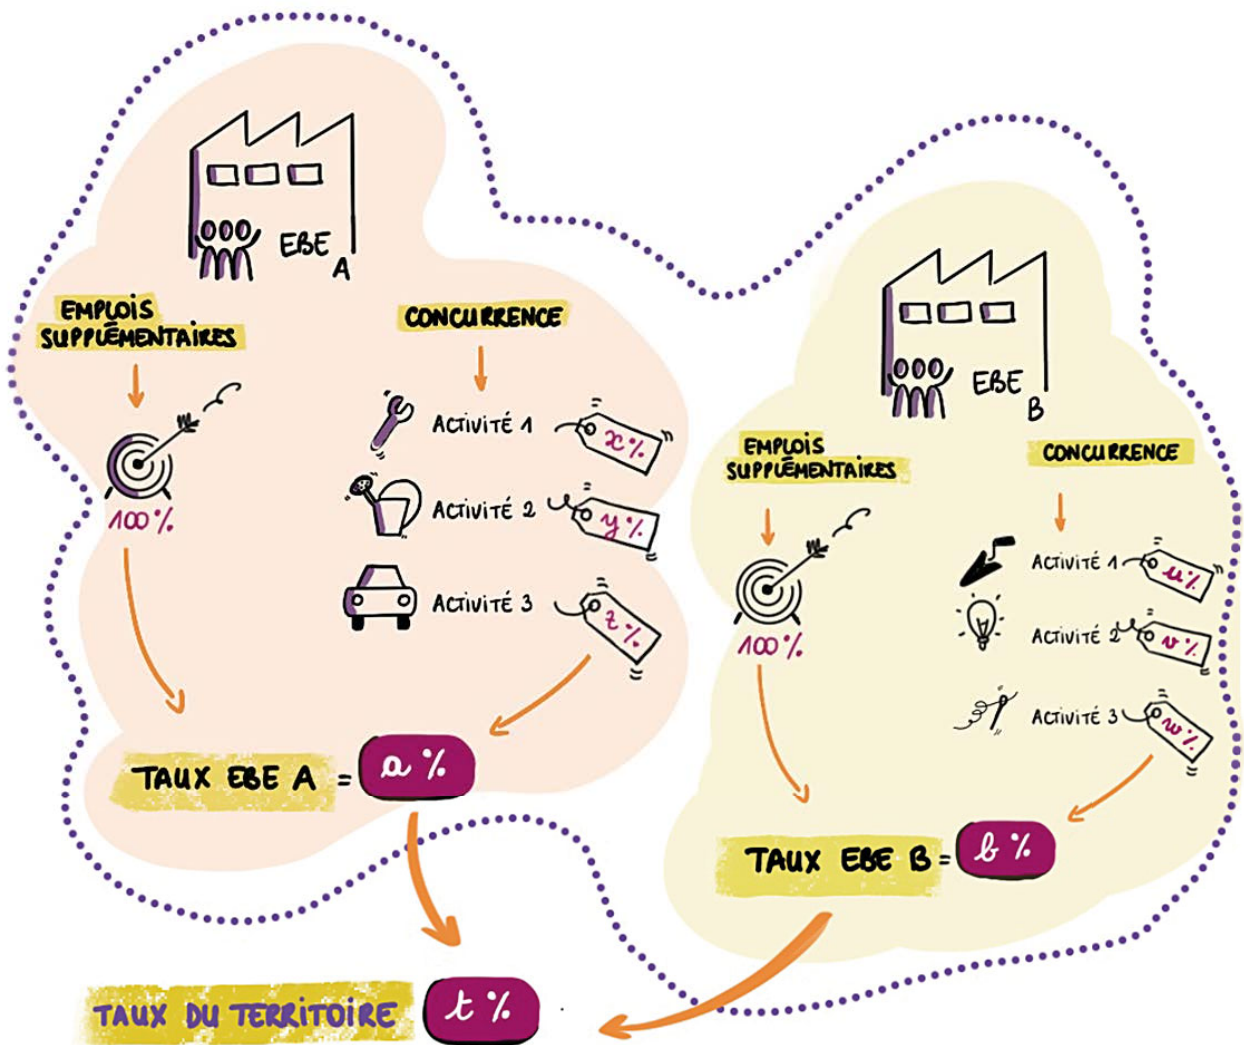 EBE A
EMPLOIS
SUPPLÉMENTAIRES
100%
CONCURRENCE
ACTIVITÉ 1 x%
ACTIVITÉ 2 y%
ACTIVITÉ 3 z%
TAUX EBE A = a%
EBE B
EMPLOIS
SUPPLÉMENTAIRES
100%
CONCURRENCE
ACTIVITÉ 1 u%
ACTIVITÉ 2 v%
ACTIVITÉ 3 w%
TAUX EBE B = b%
TAUX DU TERRITOIRE t%